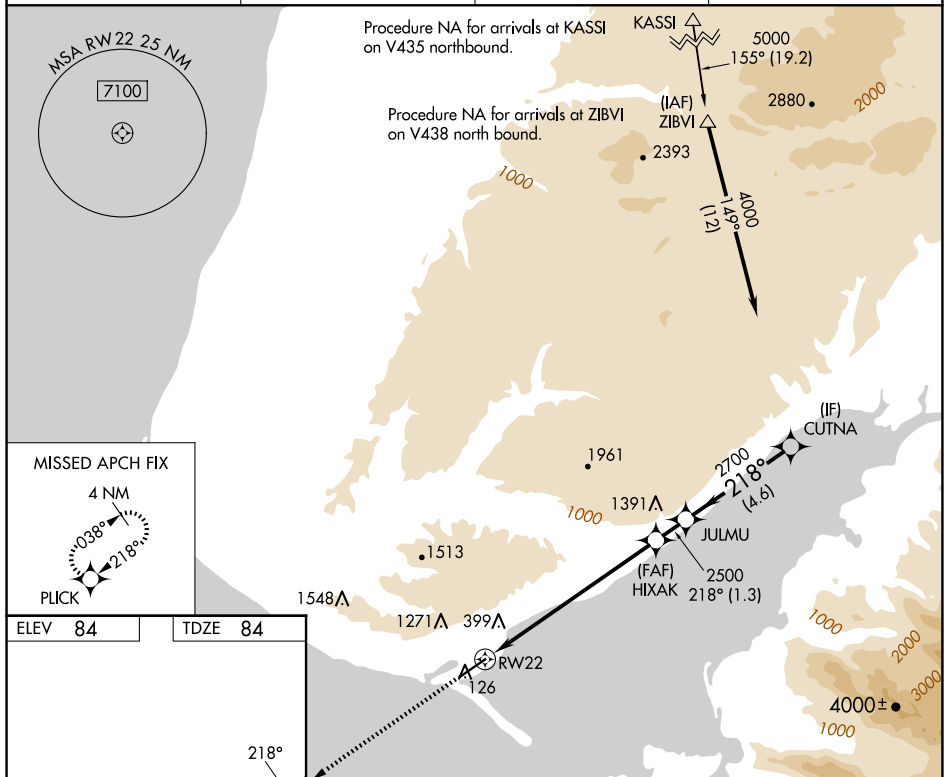 MSA RW22 25 NM
7100
Procedure NA for arrivals at KASSI
on V435 northbound.
Procedure NA for arrivals at ZIBVI
on V438 north bound.
KASSI
5000
155° (19.2)
(IAF)
ZIBVI
2880
2000
2393
1000
4000
149°
(12)
(IF)
CUTNA
2700
218°
(4.6)
1961
1391
1000
JULMU
(FAF)
HIXAK
2500
218° (1.3)
MISSED APCH FIX
4 NM
038°
218°
PLICK
1513
1548
1271
399
RW22
126
1000
2000
3000
4000±
1000
ELEV 84
TDZE 84
218°